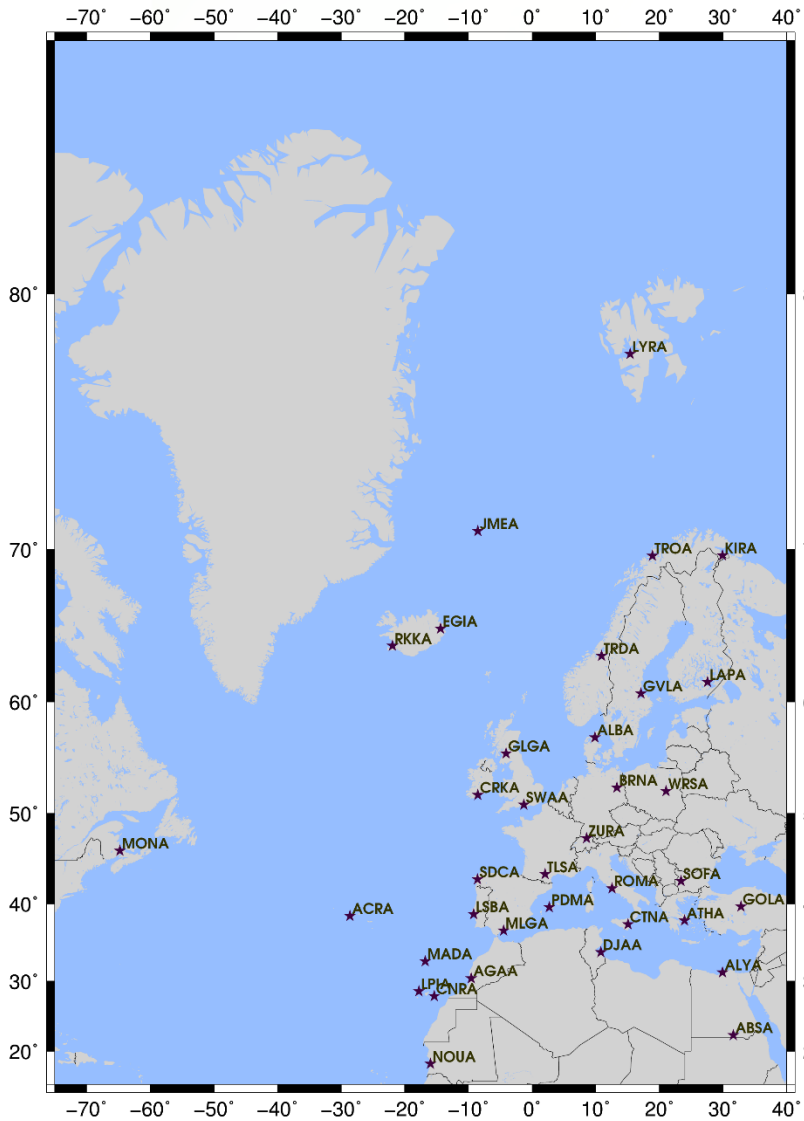 −70˚ −60˚ −50˚ −40˚ −30˚ −20˚ −10˚ 0˚ 10˚ 20˚ 30˚ 40˚
80˚
LYRA
JMEA
70˚
TROA KIRA
EGIA
RKKA
TRDA
LAPA
GVLA
60˚
ALBA
GLGA
BRNA
WRSA
CRKA
SWAA
50˚
ZURA
MONA
TLSA
SDCA
SOFA
ROMA
40˚
PDMA
GOLA
ACRA
LSBA
ATHA
CTNA
MLGA
DJAA
MADA
ALYA
AGAA
30˚
LPIA
CNRA
ABSA
20˚
NOUA
−70˚ −60˚ −50˚ −40˚ −30˚ −20˚ −10˚ 0˚ 10˚ 20˚ 30˚ 40˚